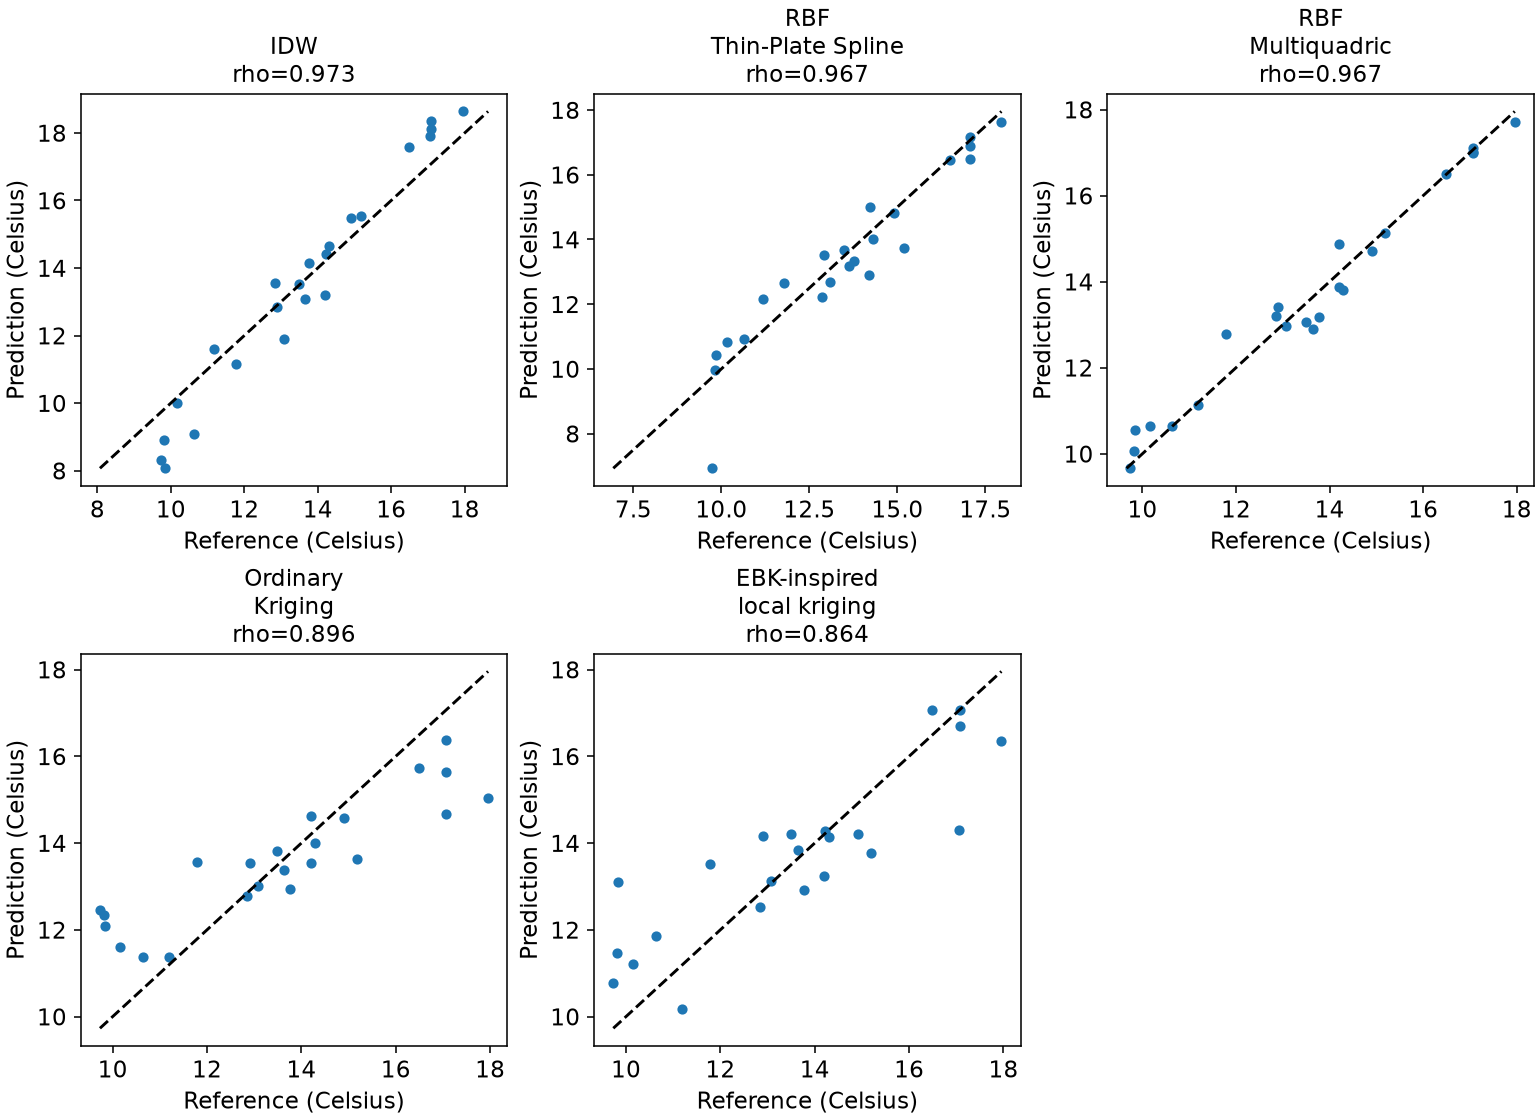 IDW
rho=0.973
Prediction (Celsius)
18
16
14
12
10
8
8
10
12
14
16
18
Reference (Celsius)
RBF
Thin-Plate Spline
rho=0.967
Prediction (Celsius)
18
16
14
12
10
8
7.5
10.0
12.5
15.0
17.5
Reference (Celsius)
RBF
Multiquadric
rho=0.967
Prediction (Celsius)
18
16
14
12
10
10
12
14
16
18
Reference (Celsius)
Ordinary
Kriging
rho=0.896
Prediction (Celsius)
18
16
14
12
10
10
12
14
16
18
Reference (Celsius)
EBK-inspired
local kriging
rho=0.864
Prediction (Celsius)
18
16
14
12
10
10
12
14
16
18
Reference (Celsius)